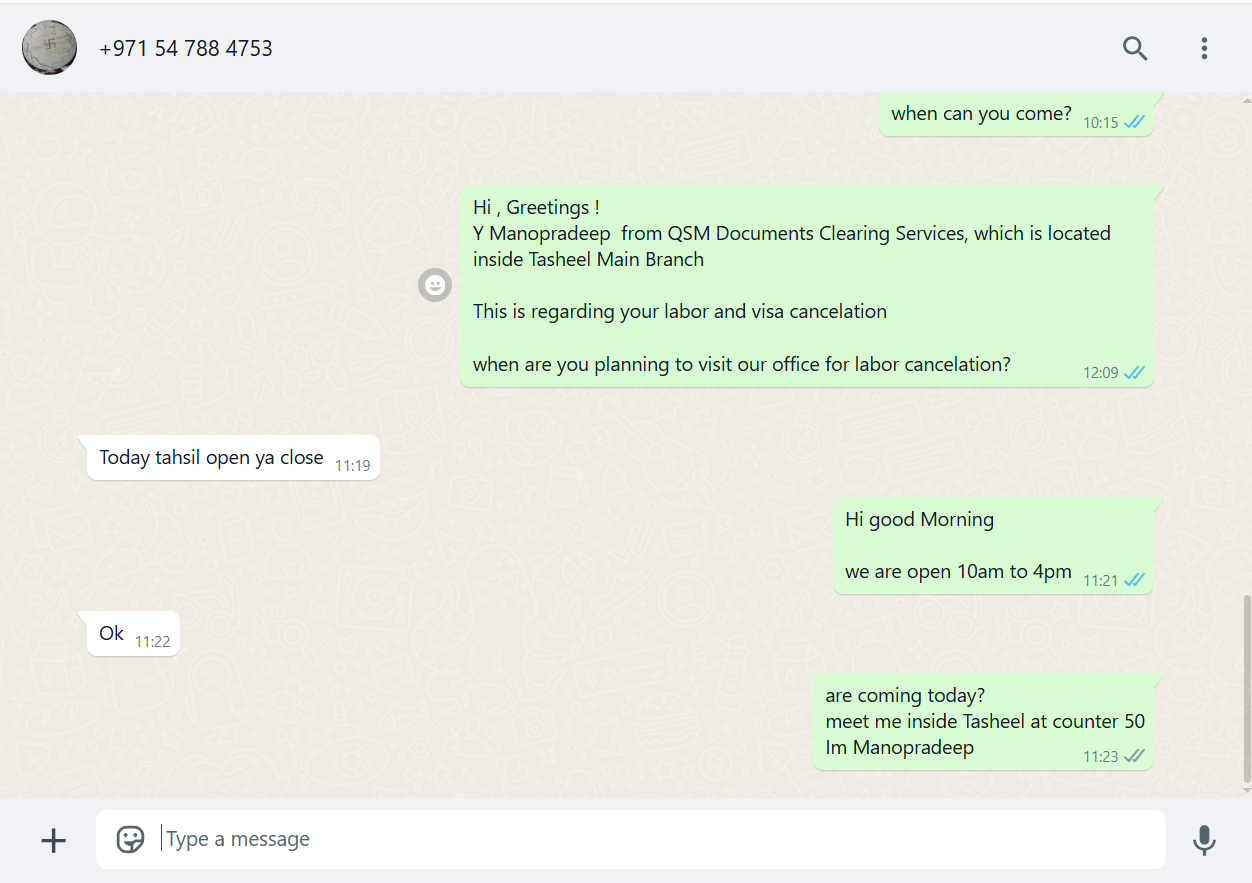 +971 54 788 4753
when can you come? 10:15
Hi , Greetings !
Y Manopradeep  from QSM Documents Clearing Services, which is located
inside Tasheel Main Branch
This is regarding your labor and visa cancelation
when are you planning to visit our office for labor cancelation? 12:09
Today tahsil open ya close 11:19
Hi good Morning
we are open 10am to 4pm 11:21
Ok 11:22
are coming today?
meet me inside Tasheel at counter 50
Im Manopradeep 11:23
Type a message